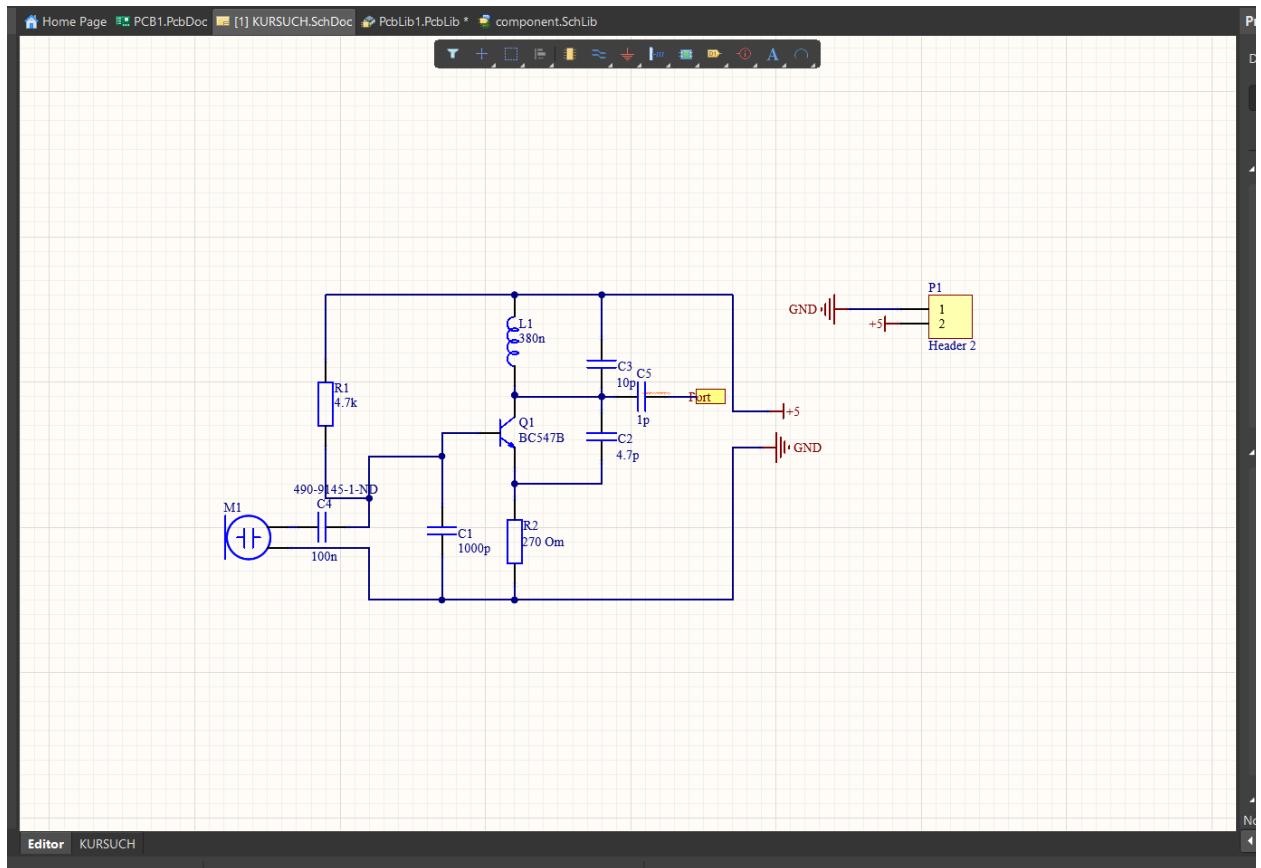 Home Page PCB1.PcbDoc [1] KURSUCH.SchDoc PcbLib1.PcbLib * component.SchLib
A
P1
GND
1
+5
2
Header 2
L1
380n
C3
10p
C5
Port
1p
R1
4.7k
+5
Q1
BC547B
C2
4.7p
GND
490-9145-1-ND
C4
M1
100n
C1
1000p
R2
270 Om
Editor KURSUCH